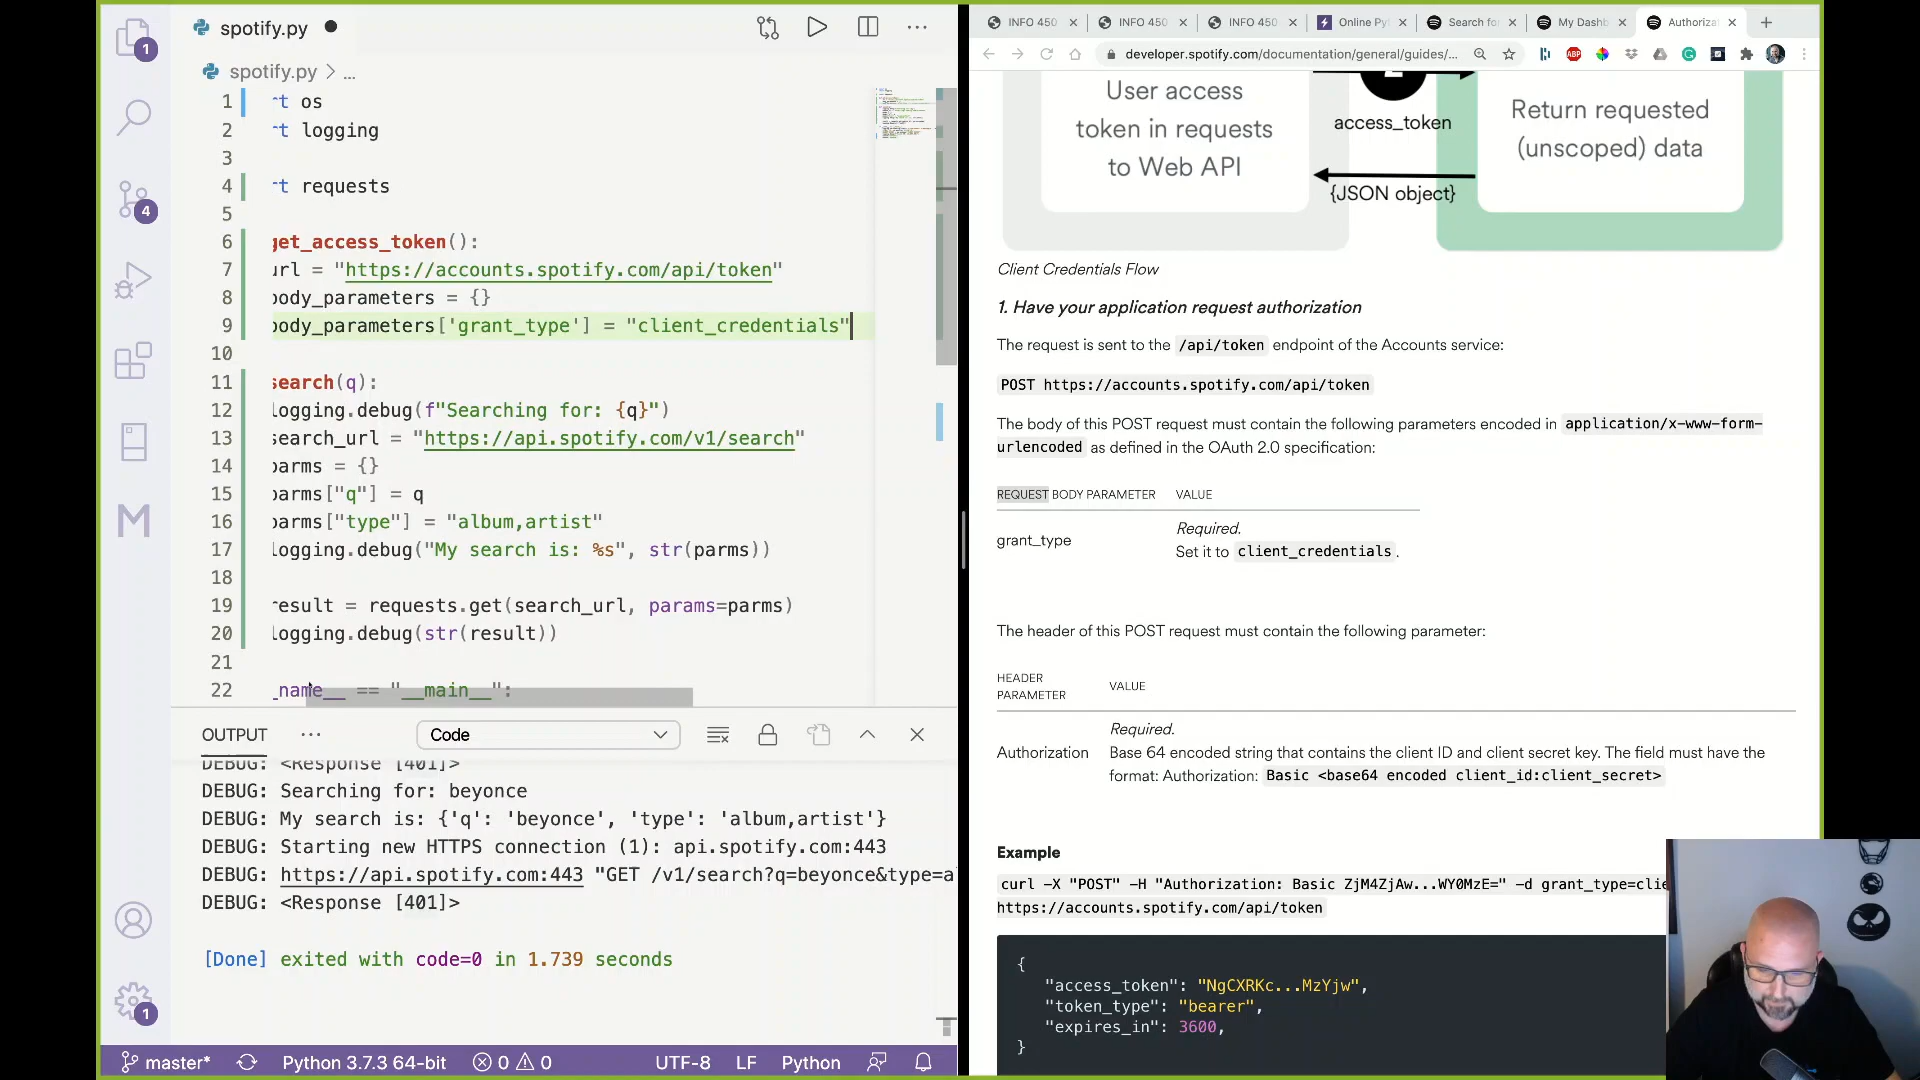 spotify.py
spotify.py > ...
1 rt os
2 rt logging
3
4 rt requests
5
6 get_access_token():
7 url = "https://accounts.spotify.com/api/token"
8 body_parameters = {}
9 body_parameters['grant_type'] = "client_credentials"
10
11 search(q):
12 logging.debug(f"Searching for: {q}")
13 search_url = "https://api.spotify.com/v1/search"
14 parms = {}
15 parms["q"] = q
16 parms["type"] = "album,artist"
17 logging.debug("My search is: %s", str(parms))
18
19 result = requests.get(search_url, params=parms)
20 logging.debug(str(result))
21
22 _name__ == "__main__":
1
4
1
OUTPUT ... Code
DEBUG: <Response [401]>
DEBUG: Searching for: beyonce
DEBUG: My search is: {'q': 'beyonce', 'type': 'album,artist'}
DEBUG: Starting new HTTPS connection (1): api.spotify.com:443
DEBUG: https://api.spotify.com:443 "GET /v1/search?q=beyonce&type=a
DEBUG: <Response [401]>
[Done] exited with code=0 in 1.739 seconds
master* Python 3.7.3 64-bit 0 0 UTF-8 LF Python
INFO 450 INFO 450 INFO 450 Online Py Search fo My Dashb Authoriza
developer.spotify.com/documentation/general/guides/...
ABP
User access
token in requests
to Web API
access_token
{JSON object}
Return requested
(unscoped) data
Client Credentials Flow
1. Have your application request authorization
The request is sent to the /api/token endpoint of the Accounts service:
POST https://accounts.spotify.com/api/token
The body of this POST request must contain the following parameters encoded in application/x-www-form-
urlencoded as defined in the OAuth 2.0 specification:
REQUEST BODY PARAMETER VALUE
grant_type
Required.
Set it to client_credentials.
The header of this POST request must contain the following parameter:
HEADER
PARAMETER
VALUE
Authorization
Required.
Base 64 encoded string that contains the client ID and client secret key. The field must have the
format: Authorization: Basic <base64 encoded client_id:client_secret>
Example
curl -X "POST" -H "Authorization: Basic ZjM4ZjAw...WY0MzE=" -d grant_type=clie
https://accounts.spotify.com/api/token
{
"access_token": "NgCXRKc...MzYjw",
"token_type": "bearer",
"expires_in": 3600,
}